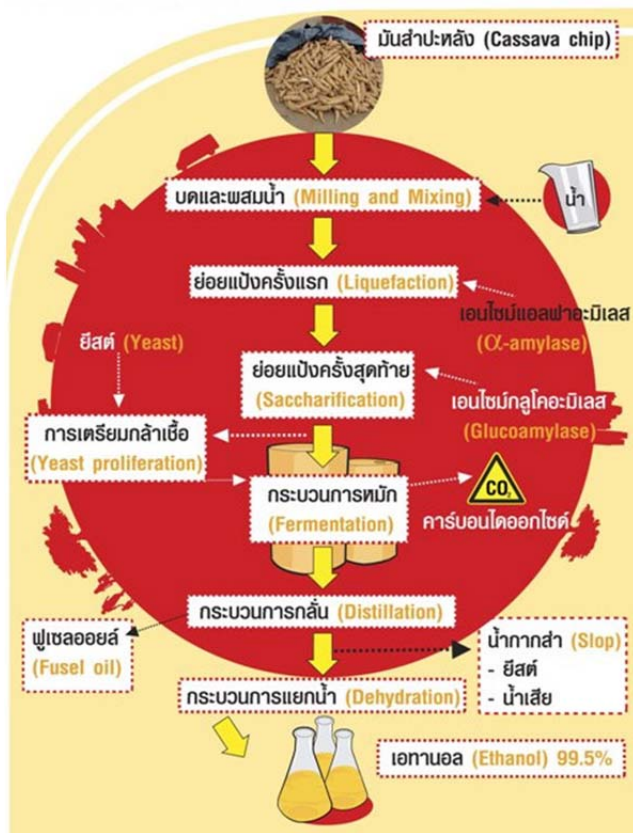 มันสำปะหลัง (Cassava chip)
บดและผสมน้ำ (Milling and Mixing)
น้ำ
ย่อยแป้งครั้งแรก (Liquefaction)
เอนไซม์แอลฟาอะมิเลส
(α-amylase)
ยีสต์ (Yeast)
ย่อยแป้งครั้งสุดท้าย
(Saccharification)
เอนไซม์กลูโคอะมิเลส
(Glucoamylase)
การเตรียมกล้าเชื้อ
(Yeast proliferation)
กระบวนการหมัก
(Fermentation)
CO₂
คาร์บอนไดออกไซด์
กระบวนการกลั่น (Distillation)
ฟูเซลออยล์
(Fusel oil)
น้ำกากส่า (Slop)
- ยีสต์
- น้ำเสีย
กระบวนการแยกน้ำ (Dehydration)
เอทานอล (Ethanol) 99.5%